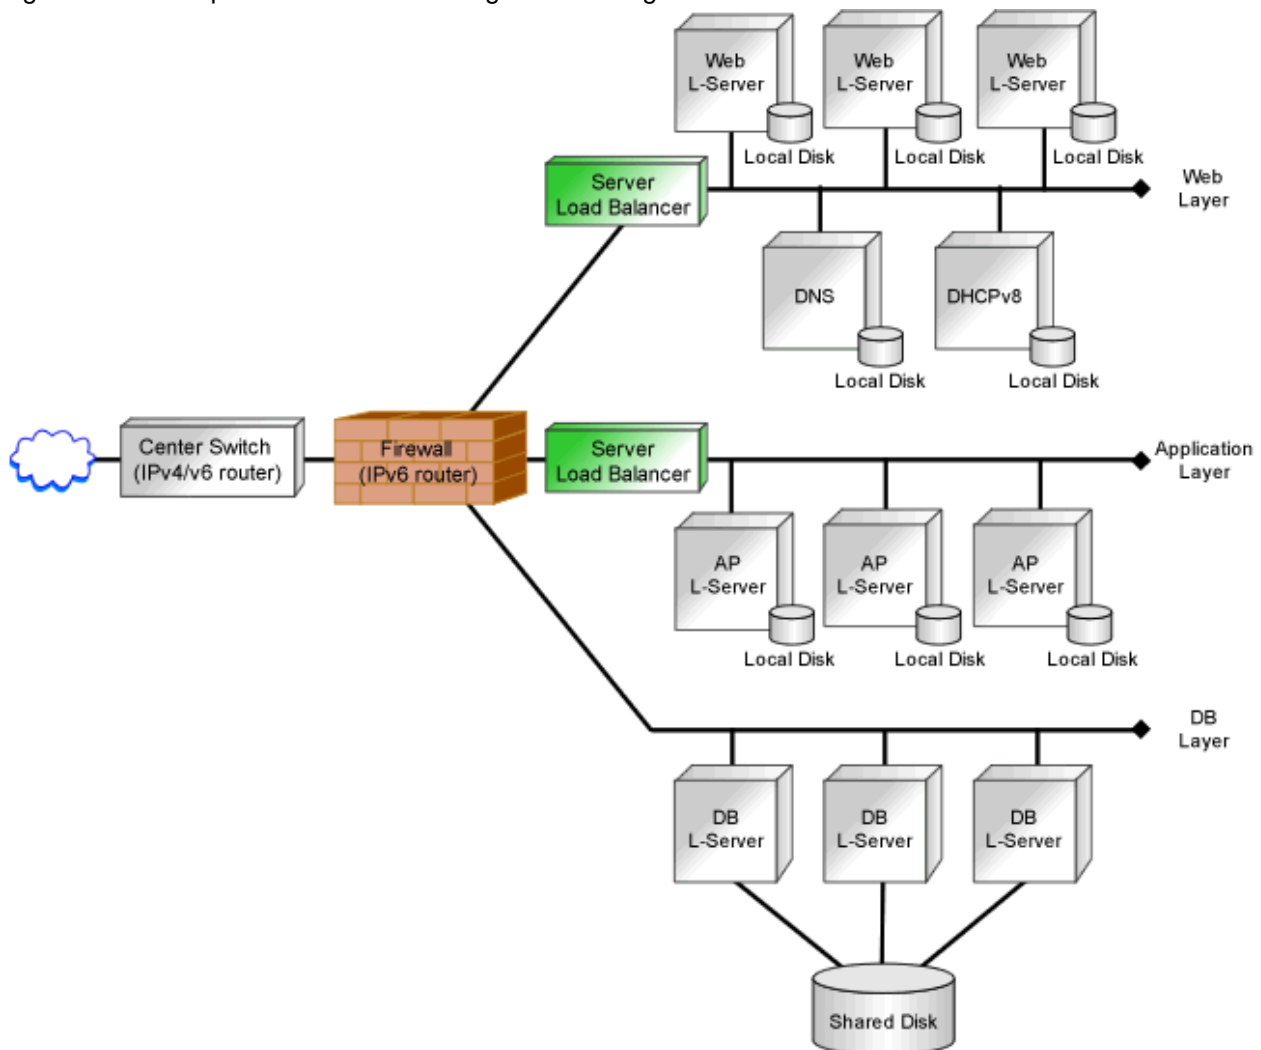 Web
L-Server
Web
L-Server
Web
L-Server
Local Disk
Local Disk
Local Disk
Server
Load Balancer
Web
Layer
DNS
DHCPv8
Local Disk
Local Disk
Center Switch
(IPv4/v6 router)
Firewall
(IPv6 router)
Server
Load Balancer
Application
Layer
AP
L-Server
AP
L-Server
AP
L-Server
Local Disk
Local Disk
Local Disk
DB
Layer
DB
L-Server
DB
L-Server
DB
L-Server
Shared Disk